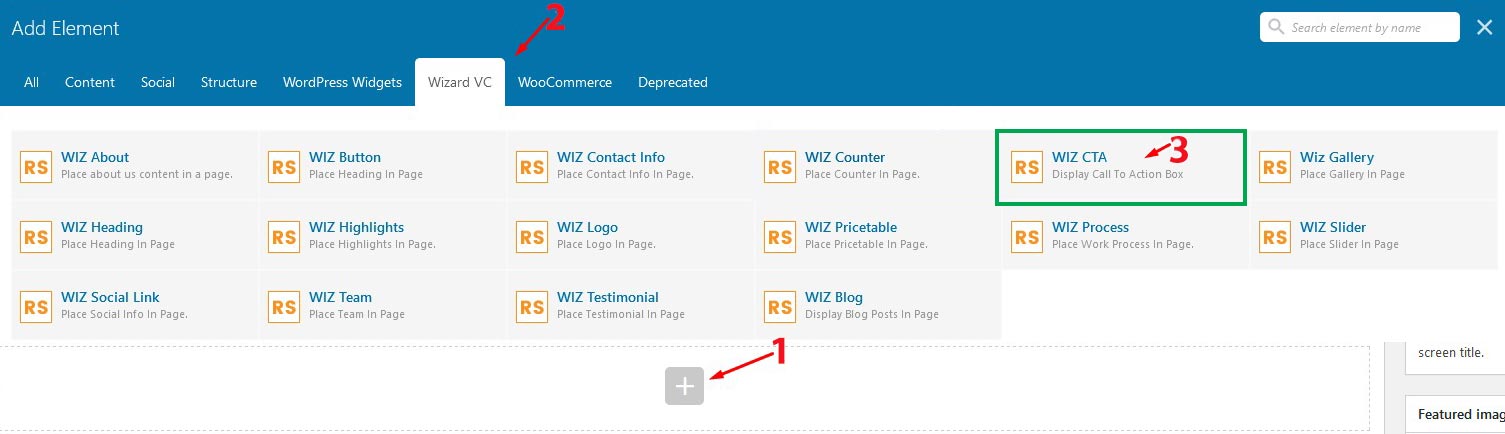 2
Add Element
Search element by name
All Content Social Structure WordPress Widgets Wizard VC WooCommerce Deprecated
3
RS WIZ About
Place about us content in a page.
RS WIZ Button
Place Heading In Page
RS WIZ Contact Info
Place Contact Info In Page.
RS WIZ Counter
Place Counter In Page.
RS WIZ CTA
Display Call To Action Box
RS Wiz Gallery
Place Gallery In Page
RS WIZ Heading
Place Heading In Page
RS WIZ Highlights
Place Highlights In Page.
RS WIZ Logo
Place Logo In Page.
RS WIZ Pricetable
Place Pricetable In Page.
RS WIZ Process
Place Work Process In Page.
RS WIZ Slider
Place Slider In Page
RS WIZ Social Link
Place Social Info In Page.
RS WIZ Team
Place Team In Page
RS WIZ Testimonial
Place Testimonial In Page
RS WIZ Blog
Display Blog Posts In Page
1
screen title.
Featured imag